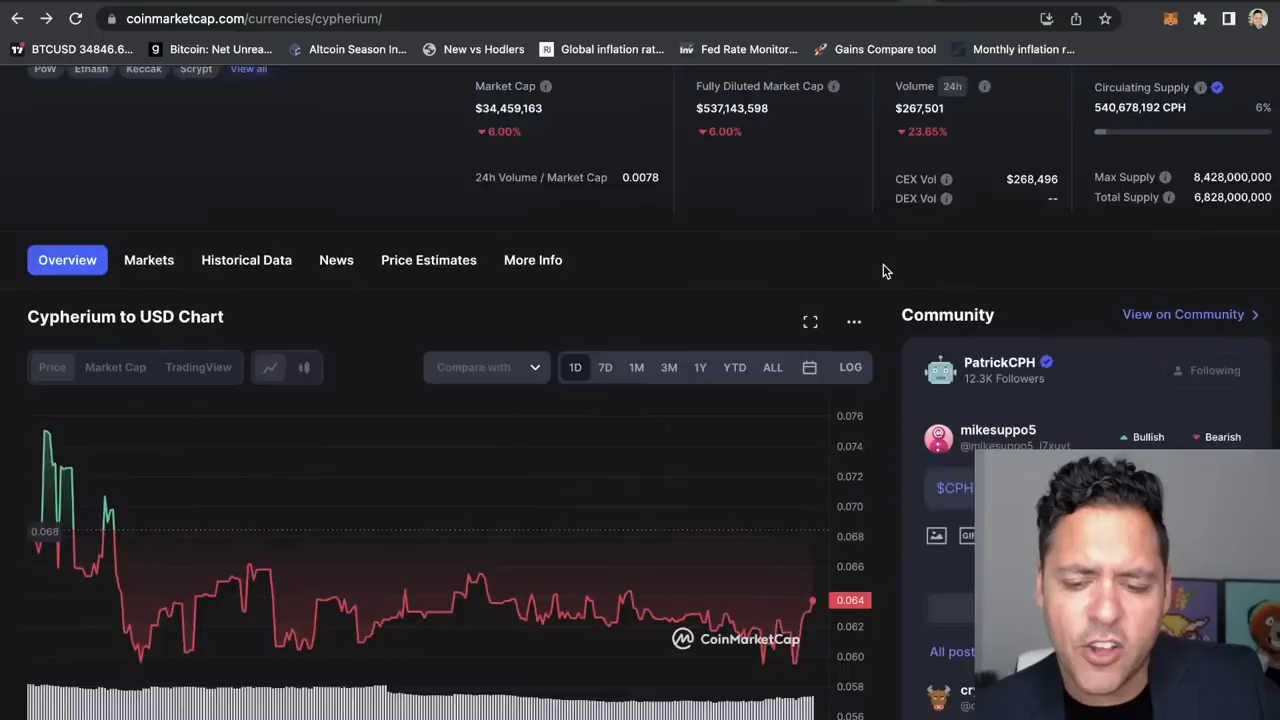 coinmarketcap.com/currencies/cypherium/
BTCUSD 34846.6...
Bitcoin: Net Unrea...
Altcoin Season In...
New vs Hodlers
Global inflation rat...
Fed Rate Monitor...
Gains Compare tool
Monthly inflation r...
PoW
Ethash
Keccak
Scrypt
View all
Market Cap
$34,459,163
6.00%
24h Volume / Market Cap 0.0078
Fully Diluted Market Cap
$537,143,598
6.00%
Volume 24h
$267,501
23.65%
CEX Vol $268,496
DEX Vol --
Circulating Supply
540,678,192 CPH 6%
Max Supply 8,428,000,000
Total Supply 6,828,000,000
Overview
Markets
Historical Data
News
Price Estimates
More Info
Cypherium to USD Chart
Price
Market Cap
TradingView
Compare with
1D
7D
1M
3M
1Y
YTD
ALL
LOG
0.076
0.074
0.072
0.070
0.068
0.068
0.066
0.064
0.062
0.060
0.058
0.056
CoinMarketCap
Community
View on Community
PatrickCPH
12.3K Followers
Following
mikesuppo5
@mikesuppo5_i7xuyt
Bullish
Bearish
$CPH
GIF
All post
cr